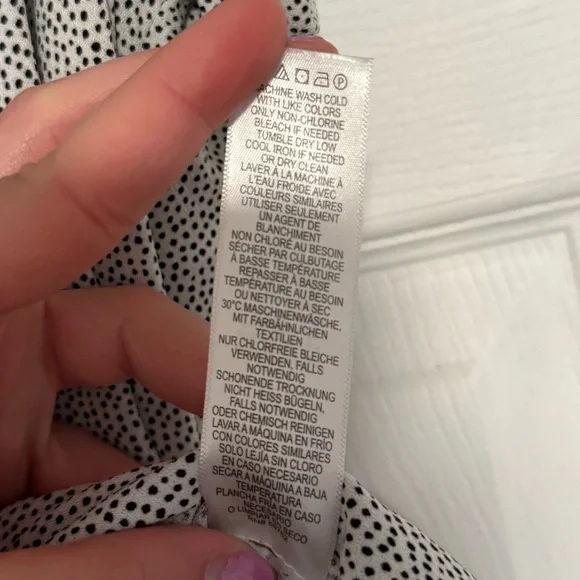 P
MACHINE WASH COLD
WITH LIKE COLORS
ONLY NON-CHLORINE
BLEACH IF NEEDED
TUMBLE DRY LOW
COOL IRON IF NEEDED
OR DRY CLEAN
LAVER À LA MACHINE À
L'EAU FROIDE AVEC
COULEURS SIMILAIRES
UTILISER SEULEMENT
UN AGENT DE
BLANCHIMENT
NON CHLORÉ AU BESOIN
SÉCHER PAR CULBUTAGE
À BASSE TEMPÉRATURE
REPASSER À BASSE
TEMPÉRATURE AU BESOIN
OU NETTOYER À SEC
30°C MASCHINENWÄSCHE,
MIT FARBÄHNLICHEN
TEXTILIEN
NUR CHLORFREIE BLEICHE
VERWENDEN, FALLS
NOTWENDIG
SCHONENDE TROCKNUNG
NICHT HEISS BÜGELN,
FALLS NOTWENDIG
ODER CHEMISCH REINIGEN
LAVAR A MÁQUINA EN FRÍO
CON COLORES SIMILARES
SOLO LEJÍA SIN CLORO
EN CASO NECESARIO
SECAR A MÁQUINA A BAJA
TEMPERATURA
PLANCHA FRÍA EN CASO
NECESARIO
O LIMPIAR EN SECO